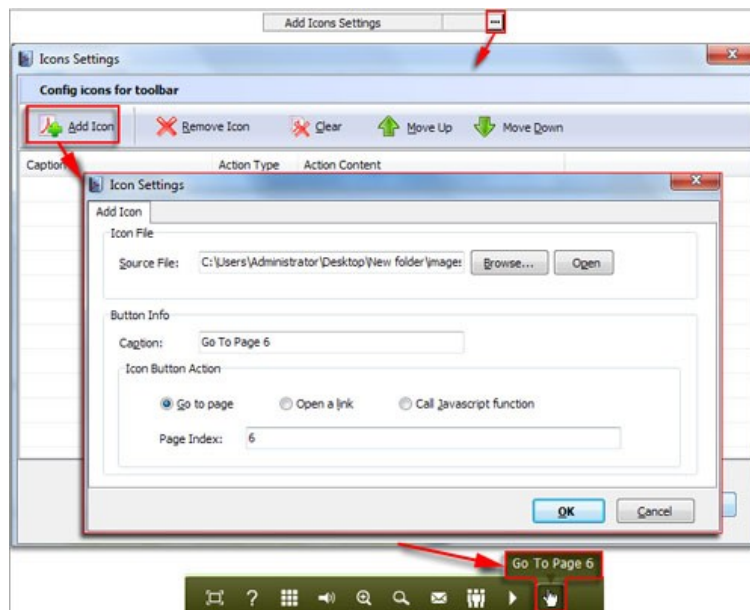 Add Icons Settings
Icons Settings
Config icons for toolbar
Add Icon Remove Icon Clear Move Up Move Down
Caption Action Type Action Content
Icon Settings
Add Icon
Icon File
Source File: C:\Users\Administrator\Desktop\New folder\images Browse... Open
Button Info
Caption: Go To Page 6
Icon Button Action
Go to page Open a link Call Javascript function
Page Index: 6
OK Cancel
Go To Page 6